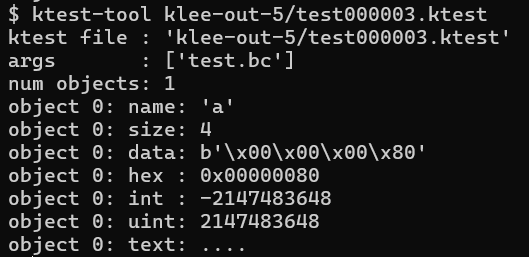 $ ktest-tool klee-out-5/test000003.ktest
ktest file : 'klee-out-5/test000003.ktest'
args       : ['test.bc']
num objects: 1
object 0: name: 'a'
object 0: size: 4
object 0: data: b'\x00\x00\x00\x80'
object 0: hex : 0x00000080
object 0: int : -2147483648
object 0: uint: 2147483648
object 0: text: ....